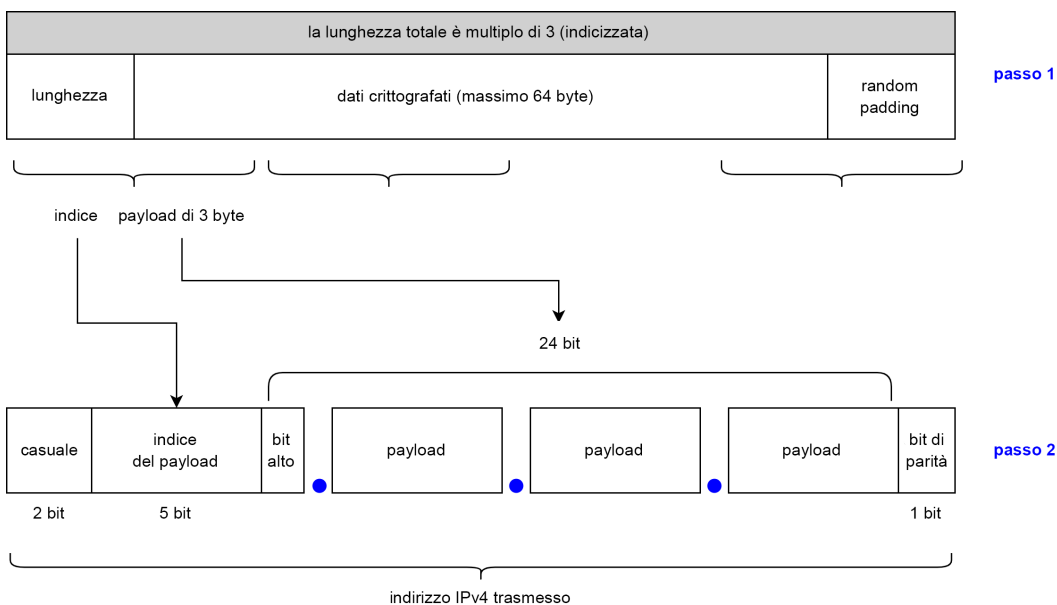 la lunghezza totale è multiplo di 3 (indicizzata)
passo 1
lunghezza
dati crittografati (massimo 64 byte)
random
padding
indice
payload di 3 byte
24 bit
casuale
indice
del payload
bit
alto
payload
payload
payload
bit di
parità
passo 2
2 bit
5 bit
1 bit
indirizzo IPv4 trasmesso